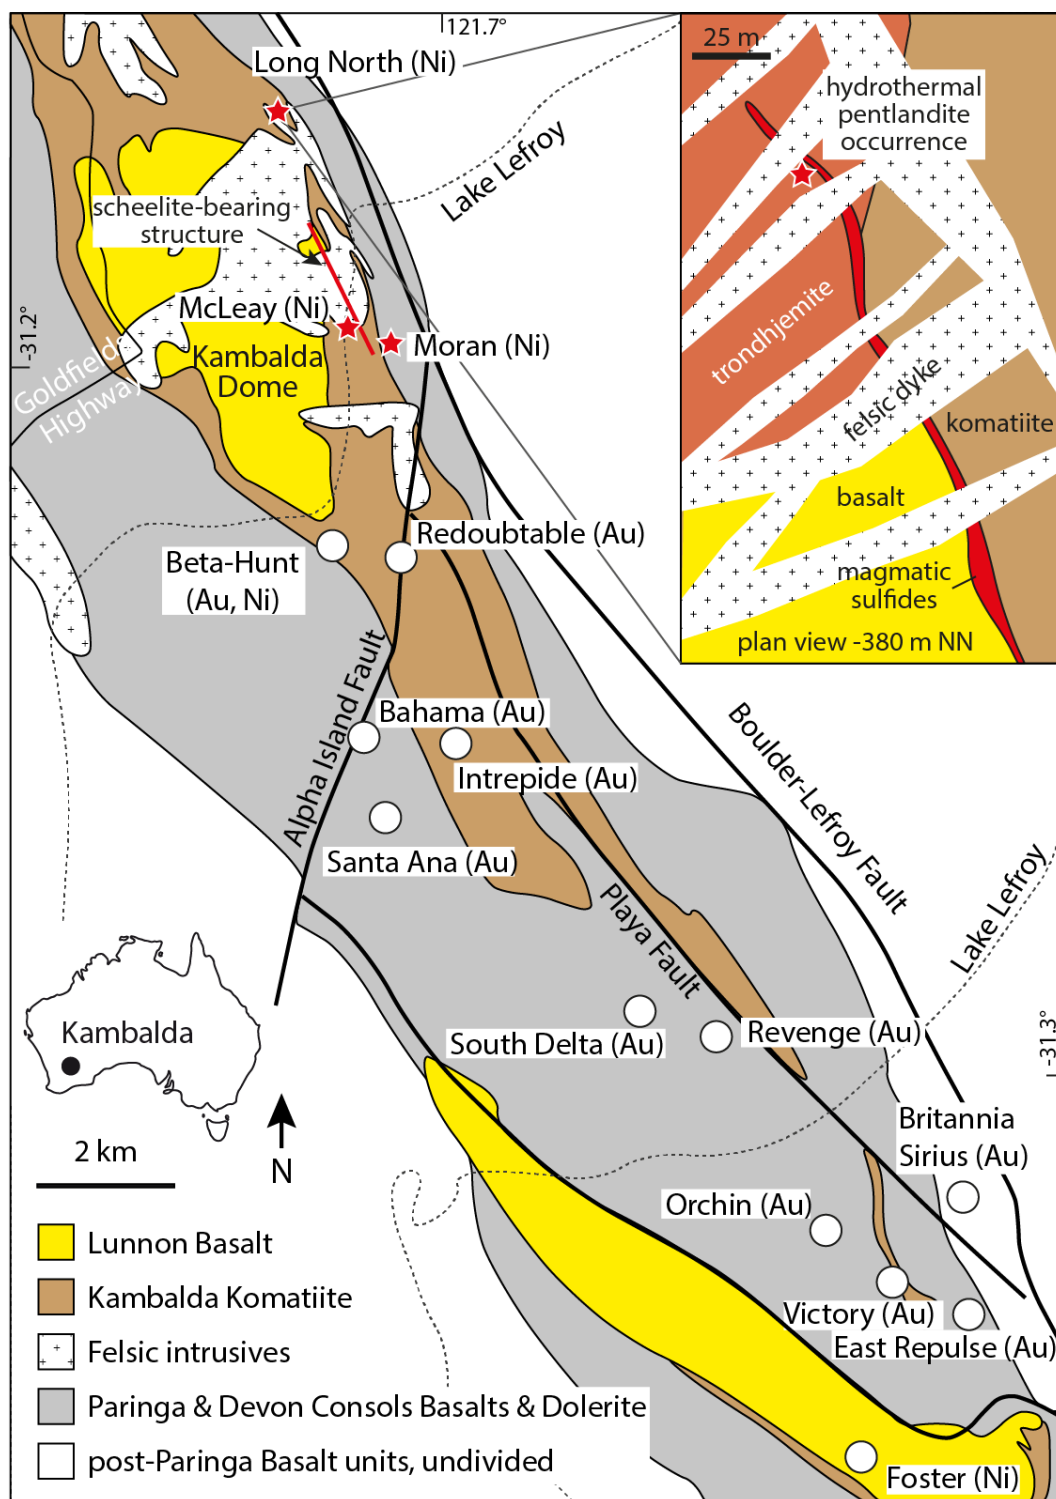 121.7°
Long North (Ni)
Lake Lefroy
scheelite-bearing
structure
-31.2°
McLeay (Ni)
Moran (Ni)
Goldfields
Highway
Kambalda
Dome
25 m
hydrothermal
pentlandite
occurrence
trondhjemite
felsic dyke
komatiite
basalt
magmatic
sulfides
plan view -380 m NN
Redoubtable (Au)
Beta-Hunt
(Au, Ni)
Alpha Island Fault
Bahama (Au)
Intrepide (Au)
Santa Ana (Au)
Boulder-Lefroy Fault
Playa Fault
Lake Lefroy
Kambalda
South Delta (Au)
Revenge (Au)
-31.3°
2 km
N
Britannia
Sirius (Au)
Orchin (Au)
Victory (Au)
East Repulse (Au)
Foster (Ni)
Lunnon Basalt
Kambalda Komatiite
Felsic intrusives
Paringa & Devon Consols Basalts & Dolerite
post-Paringa Basalt units, undivided